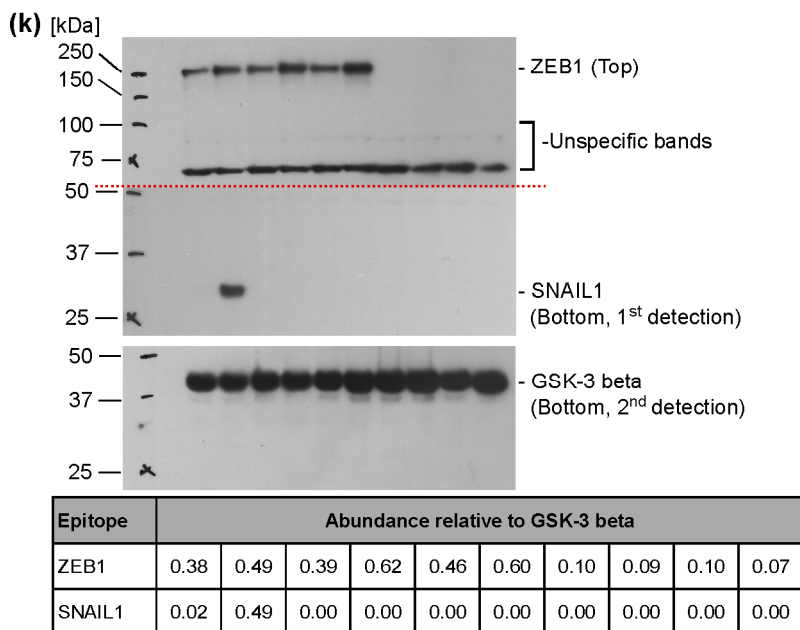 (k) [kDa]
250
150
100
75
50
37
25
- ZEB1 (Top)
-Unspecific bands
- SNAIL1
(Bottom, 1st detection)
50
37
25
- GSK-3 beta
(Bottom, 2nd detection)
Epitope Abundance relative to GSK-3 beta
ZEB1 0.38 0.49 0.39 0.62 0.46 0.60 0.10 0.09 0.10 0.07
SNAIL1 0.02 0.49 0.00 0.00 0.00 0.00 0.00 0.00 0.00 0.00